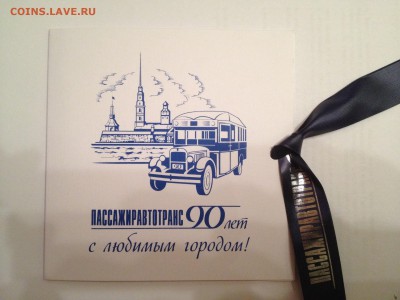 COINS.LAVE.RU
ПАССАЖИРАВТОТРАНС 90 лет
с любимым городом!
ПАССАЖИРАВТОТРАНС